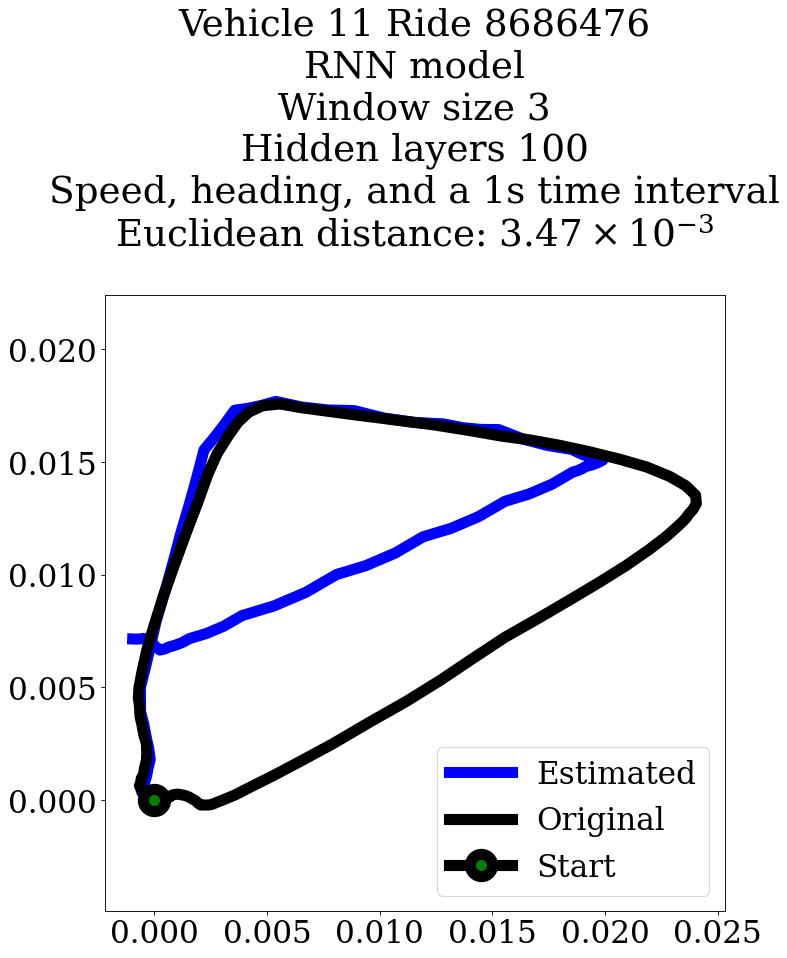 Vehicle 11 Ride 8686476
RNN model
Window size 3
Hidden layers 100
Speed, heading, and a 1s time interval
Euclidean distance: 3.47 × 10⁻³
0.020
0.015
0.010
0.005
0.000
Estimated
Original
Start
0.000 0.005 0.010 0.015 0.020 0.025